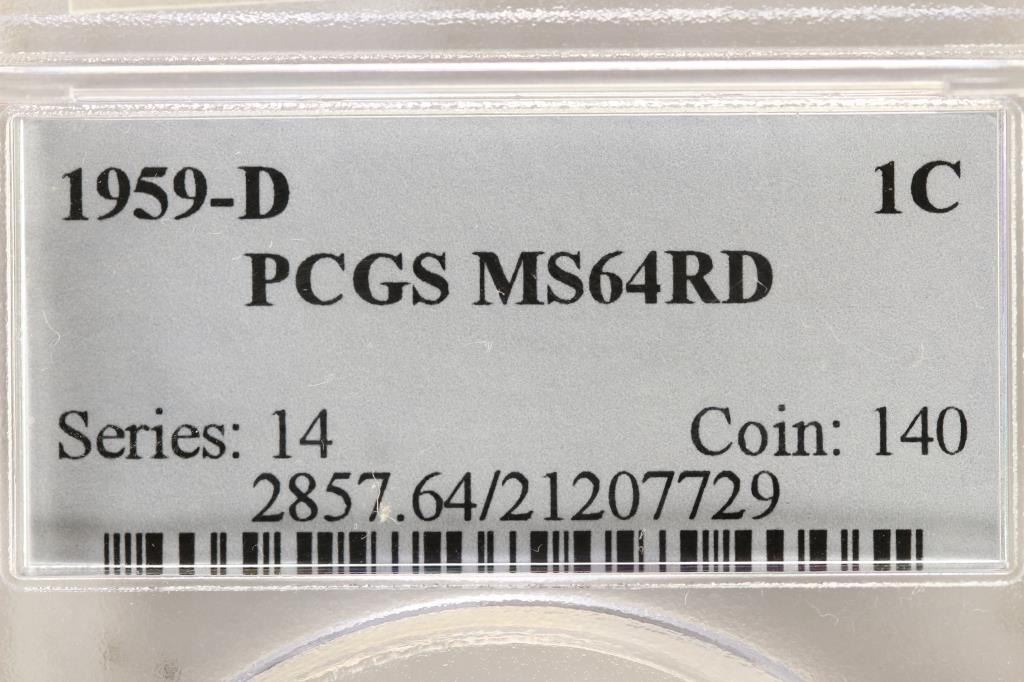 1959-D 1C
PCGS MS64RD
Series: 14 Coin: 140
2857.64/21207729